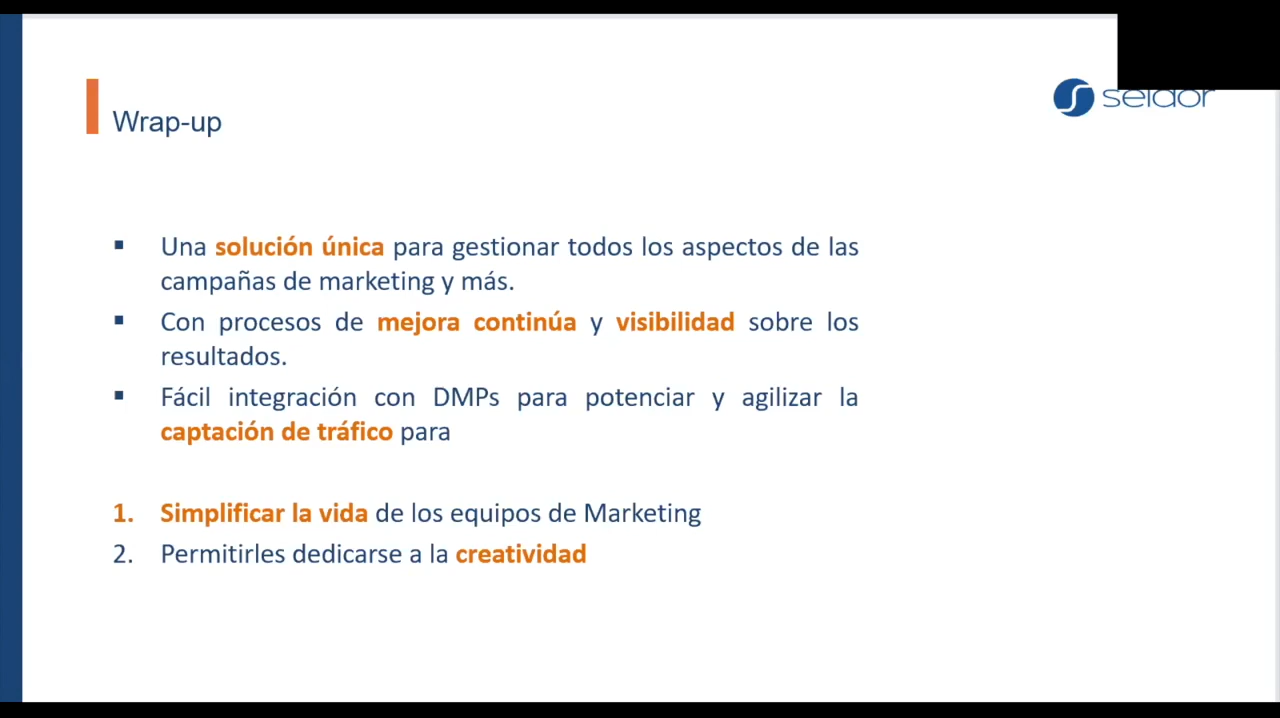 Wrap-up
seidor
Una solución única para gestionar todos los aspectos de las
campañas de marketing y más.
Con procesos de mejora continúa y visibilidad sobre los
resultados.
Fácil integración con DMPs para potenciar y agilizar la
captación de tráfico para
1. Simplificar la vida de los equipos de Marketing
2. Permitirles dedicarse a la creatividad